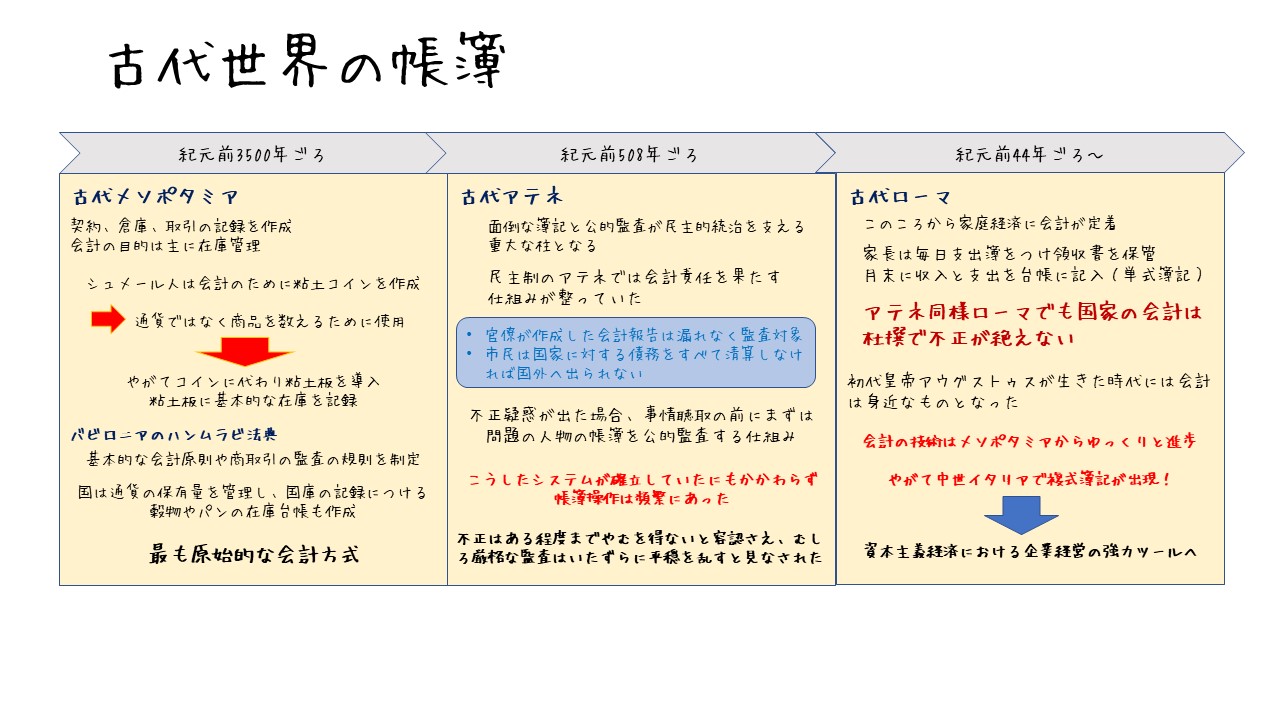 古代世界の帳簿
紀元前3500年ごろ
紀元前508年ごろ
紀元前44年ごろ～
古代メソポタミア
契約、倉庫、取引の記録を作成
会計の目的は主に在庫管理
シュメール人は会計のために粘土コインを作成
通貨ではなく商品を数えるために使用
やがてコインに代わり粘土板を導入
粘土板に基本的な在庫を記録
バビロニアのハンムラビ法典
基本的な会計原則や商取引の監査の規則を制定
国は通貨の保有量を管理し、国庫の記録につける
穀物やパンの在庫台帳も作成
最も原始的な会計方式
古代アテネ
面倒な簿記と公的監査が民主的統治を支える
重大な柱となる
民主制のアテネでは会計責任を果たす
仕組みが整っていた
• 官僚が作成した会計報告は漏れなく監査対象
• 市民は国家に対する債務をすべて清算しなけ
れば国外へ出られない
不正疑惑が出た場合、事情聴取の前にまずは
問題の人物の帳簿を公的監査する仕組み
こうしたシステムが確立していたにもかかわらず
帳簿操作は頻繁にあった
不正はある程度までやむを得ないと容認さえ、むし
ろ厳格な監査はいたずらに平穏を乱すと見なされた
古代ローマ
このころから家庭経済に会計が定着
家長は毎日支出簿をつけ領収書を保管
月末に収入と支出を台帳に記入（単式簿記）
アテネ同様ローマでも国家の会計は
杜撰で不正が絶えない
初代皇帝アウグストゥスが生きた時代には会計
は身近なものとなった
会計の技術はメソポタミアからゆっくりと進歩
やがて中世イタリアで複式簿記が出現！
資本主義経済における企業経営の強力ツールへ